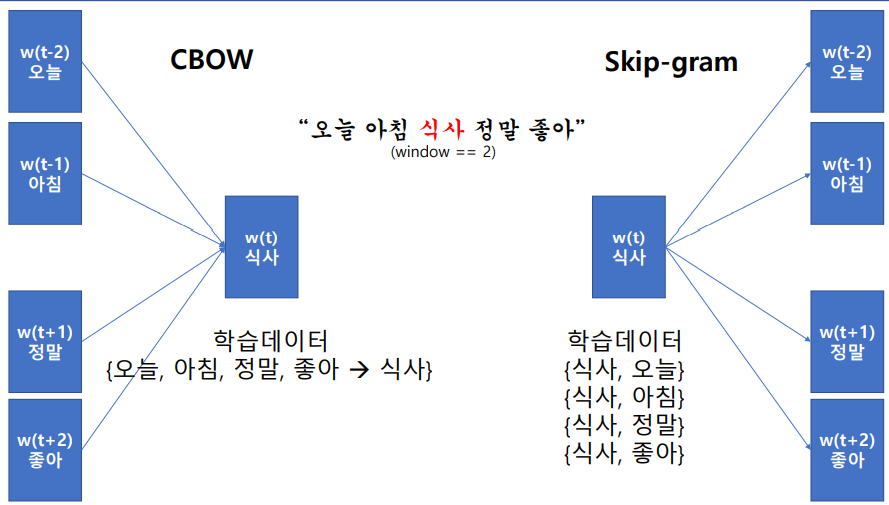 CBOW
Skip-gram
“오늘 아침 식사 정말 좋아”
(window == 2)
w(t-2)
오늘
w(t-1)
아침
w(t+1)
정말
w(t+2)
좋아
w(t)
식사
학습데이터
{오늘, 아침, 정말, 좋아 → 식사}
w(t)
식사
학습데이터
{식사, 오늘}
{식사, 아침}
{식사, 정말}
{식사, 좋아}
w(t-2)
오늘
w(t-1)
아침
w(t+1)
정말
w(t+2)
좋아